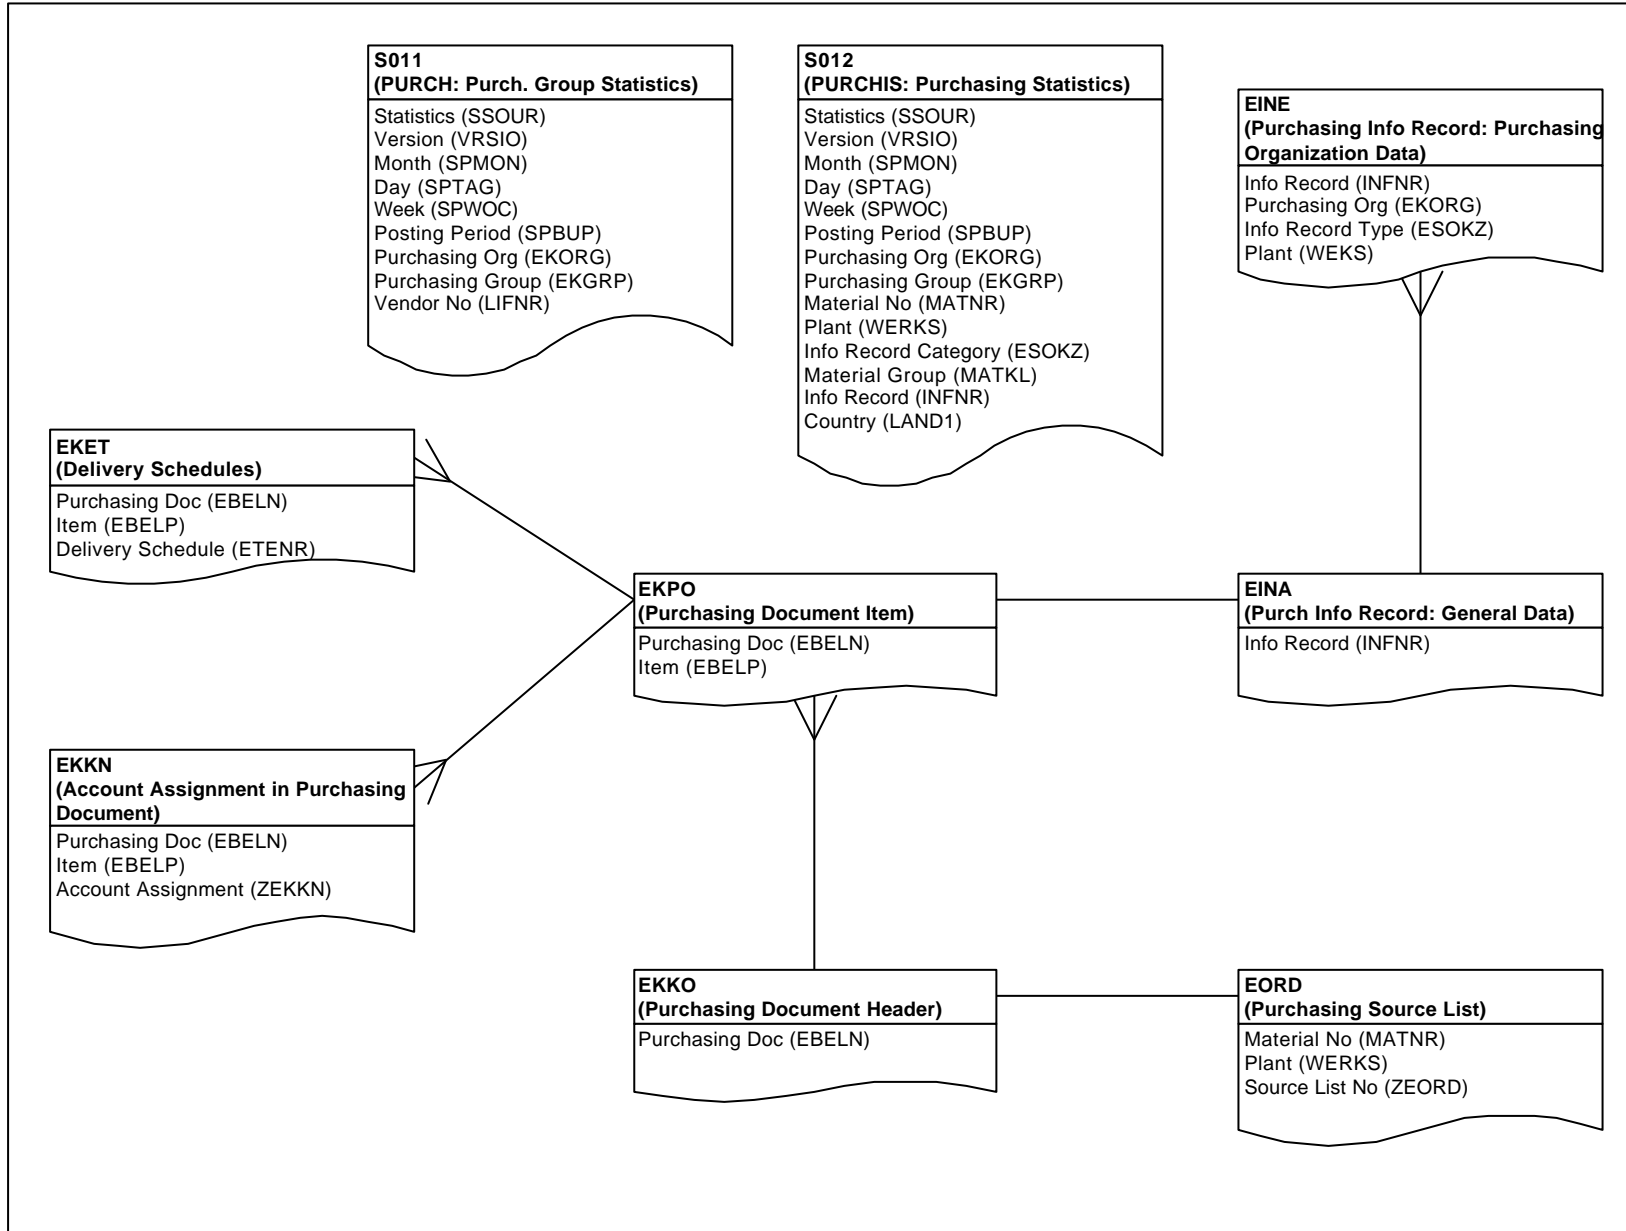 S011
(PURCH: Purch. Group Statistics)
Statistics (SSOUR)
Version (VRSIO)
Month (SPMON)
Day (SPTAG)
Week (SPWOC)
Posting Period (SPBUP)
Purchasing Org (EKORG)
Purchasing Group (EKGRP)
Vendor No (LIFNR)
S012
(PURCHIS: Purchasing Statistics)
Statistics (SSOUR)
Version (VRSIO)
Month (SPMON)
Day (SPTAG)
Week (SPWOC)
Posting Period (SPBUP)
Purchasing Org (EKORG)
Purchasing Group (EKGRP)
Material No (MATNR)
Plant (WERKS)
Info Record Category (ESOKZ)
Material Group (MATKL)
Info Record (INFNR)
Country (LAND1)
EINE
(Purchasing Info Record: Purchasing
Organization Data)
Info Record (INFNR)
Purchasing Org (EKORG)
Info Record Type (ESOKZ)
Plant (WEKS)
EKET
(Delivery Schedules)
Purchasing Doc (EBELN)
Item (EBELP)
Delivery Schedule (ETENR)
EKPO
(Purchasing Document Item)
Purchasing Doc (EBELN)
Item (EBELP)
EINA
(Purch Info Record: General Data)
Info Record (INFNR)
EKKN
(Account Assignment in Purchasing
Document)
Purchasing Doc (EBELN)
Item (EBELP)
Account Assignment (ZEKKN)
EKKO
(Purchasing Document Header)
Purchasing Doc (EBELN)
EORD
(Purchasing Source List)
Material No (MATNR)
Plant (WERKS)
Source List No (ZEORD)